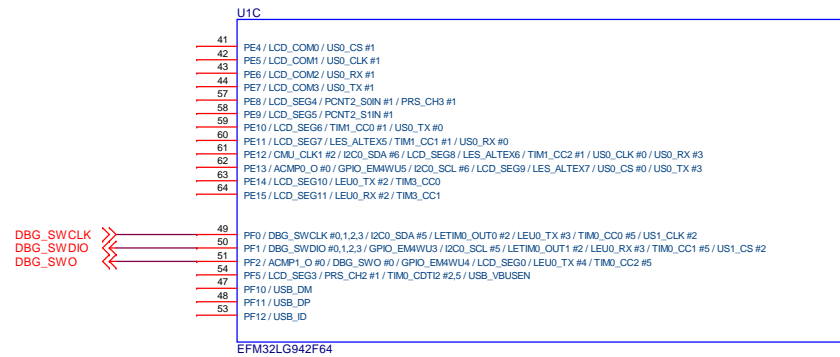 U1C
41 PE4 / LCD_COM0 / US0_CS #1
42 PE5 / LCD_COM1 / US0_CLK #1
43 PE6 / LCD_COM2 / US0_RX #1
44 PE7 / LCD_COM3 / US0_TX #1
57 PE8 / LCD_SEG4 / PCNT2_S0IN #1 / PRS_CH3 #1
58 PE9 / LCD_SEG5 / PCNT2_S1IN #1
59 PE10 / LCD_SEG6 / TIM1_CC0 #1 / US0_TX #0
60 PE11 / LCD_SEG7 / LES_ALTEX5 / TIM1_CC1 #1 / US0_RX #0
61 PE12 / CMU_CLK1 #2 / I2C0_SDA #6 / LCD_SEG8 / LES_ALTEX6 / TIM1_CC2 #1 / US0_CLK #0 / US0_RX #3
62 PE13 / ACMP0_O #0 / GPIO_EM4WU5 / I2C0_SCL #6 / LCD_SEG9 / LES_ALTEX7 / US0_CS #0 / US0_TX #3
63 PE14 / LCD_SEG10 / LEU0_TX #2 / TIM3_CC0
64 PE15 / LCD_SEG11 / LEU0_RX #2 / TIM3_CC1
DBG_SWCLK 49 PF0 / DBG_SWCLK #0,1,2,3 / I2C0_SDA #5 / LETIM0_OUT0 #2 / LEU0_TX #3 / TIM0_CC0 #5 / US1_CLK #2
DBG_SWDIO 50 PF1 / DBG_SWDIO #0,1,2,3 / GPIO_EM4WU3 / I2C0_SCL #5 / LETIM0_OUT1 #2 / LEU0_RX #3 / TIM0_CC1 #5 / US1_CS #2
DBG_SWO 51 PF2 / ACMP1_O #0 / DBG_SWO #0 / GPIO_EM4WU4 / LCD_SEG0 / LEU0_TX #4 / TIM0_CC2 #5
54 PF5 / LCD_SEG3 / PRS_CH2 #1 / TIM0_CDTI2 #2,5 / USB_VBUSEN
47 PF10 / USB_DM
48 PF11 / USB_DP
53 PF12 / USB_ID
EFM32LG942F64